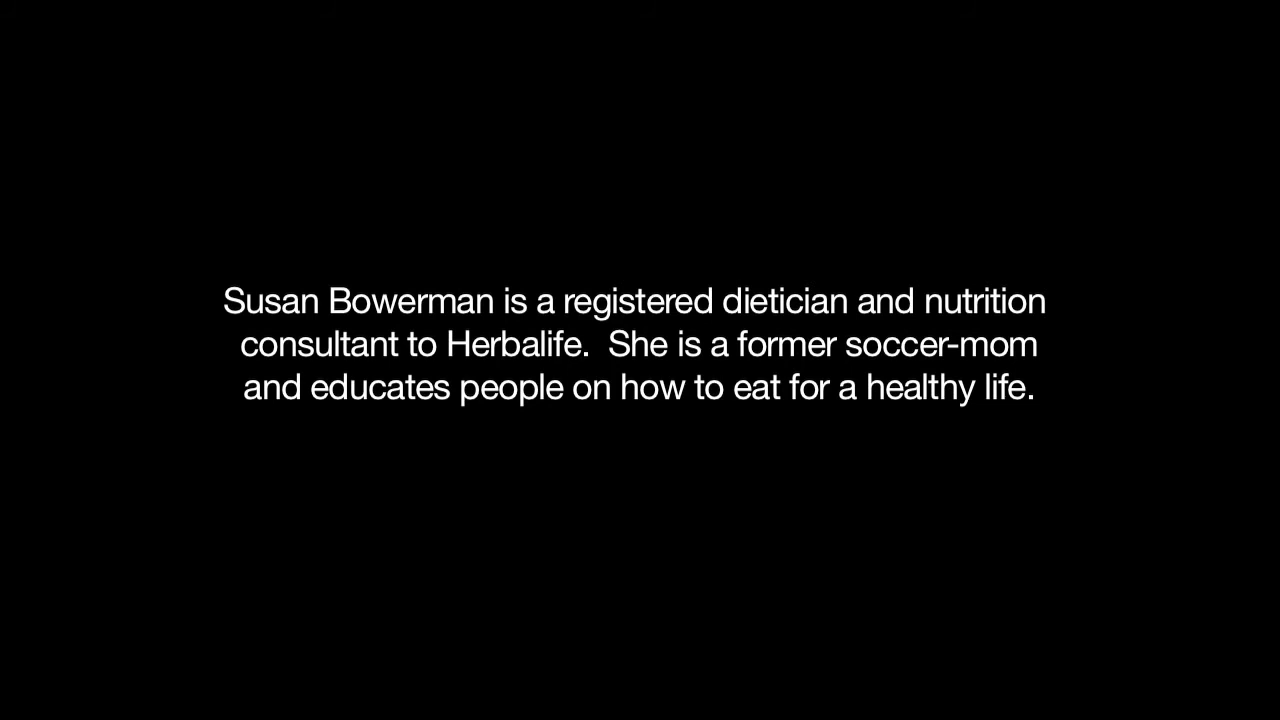 Susan Bowerman is a registered dietician and nutrition
consultant to Herbalife.  She is a former soccer-mom
and educates people on how to eat for a healthy life.